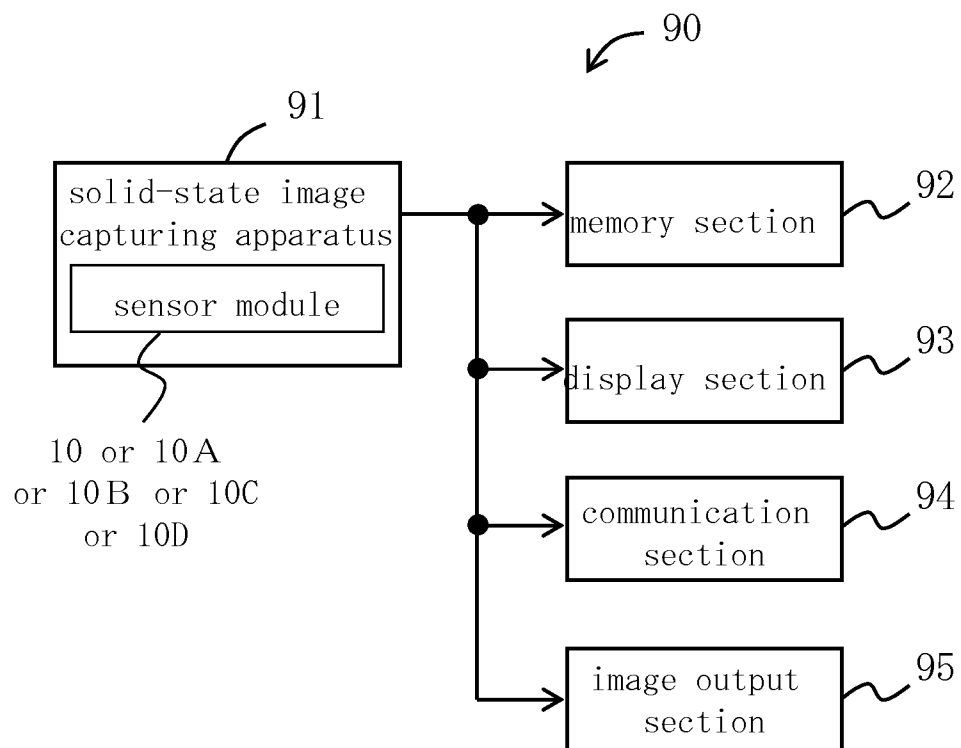 90
91
solid-state image
capturing apparatus
sensor module
10 or 10A
or 10B or 10C
or 10D
memory section
92
display section
93
communication
section
94
image output
section
95